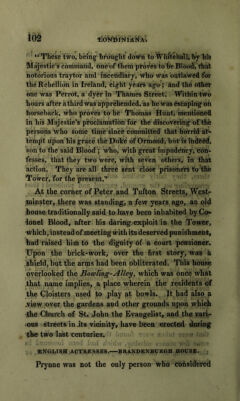 102 LONDINIANA.
“These two, being brought down to Whitehall, by his
Majestie's command, one of them proves to be Blood, that
notorious traytor and incendiary, who was outlawed for
the Rebellion in Ireland, eight years ago; and the other
one was Perrot, a dyer in Thames Street. Within two
hours after a third was apprehended, as he was escaping on
horseback, who proves to be Thomas Hunt, mentioned
in his Majestie's proclamation for the discovering of the
persons who some time since committed that horrid at-
tempt upon his grace the Duke of Ormond, but is indeed,
son to the said Blood; who, with great impudency, con-
fesses, that they two were, with seven others, in that
action. They are all three sent close prisoners to the
Tower, for the present.”
At the corner of Peter and Tufton Streets, West-
minster, there was standing, a few years ago, an old
house traditionally said to have been inhabited by Co-
lonel Blood, after his daring exploit in the Tower,
which, instead of meeting with its deserved punishment,
had raised him to the dignity of a court pensioner.
Upon the brick-work, over the first story, was a
shield, but the arms had been obliterated. This house
overlooked the Bowling-Alley, which was once what
that name implies, a place wherein the residents of
the Cloisters used to play at bowls. It had also a
view over the gardens and other grounds upon which
the Church of St. John the Evangelist, and the vari-
ous streets in its vicinity, have been erected during
the two last centuries.
ENGLISH ACTRESSES.—BRANDENBURGH HOUSE.
Prynne was not the only person who considered